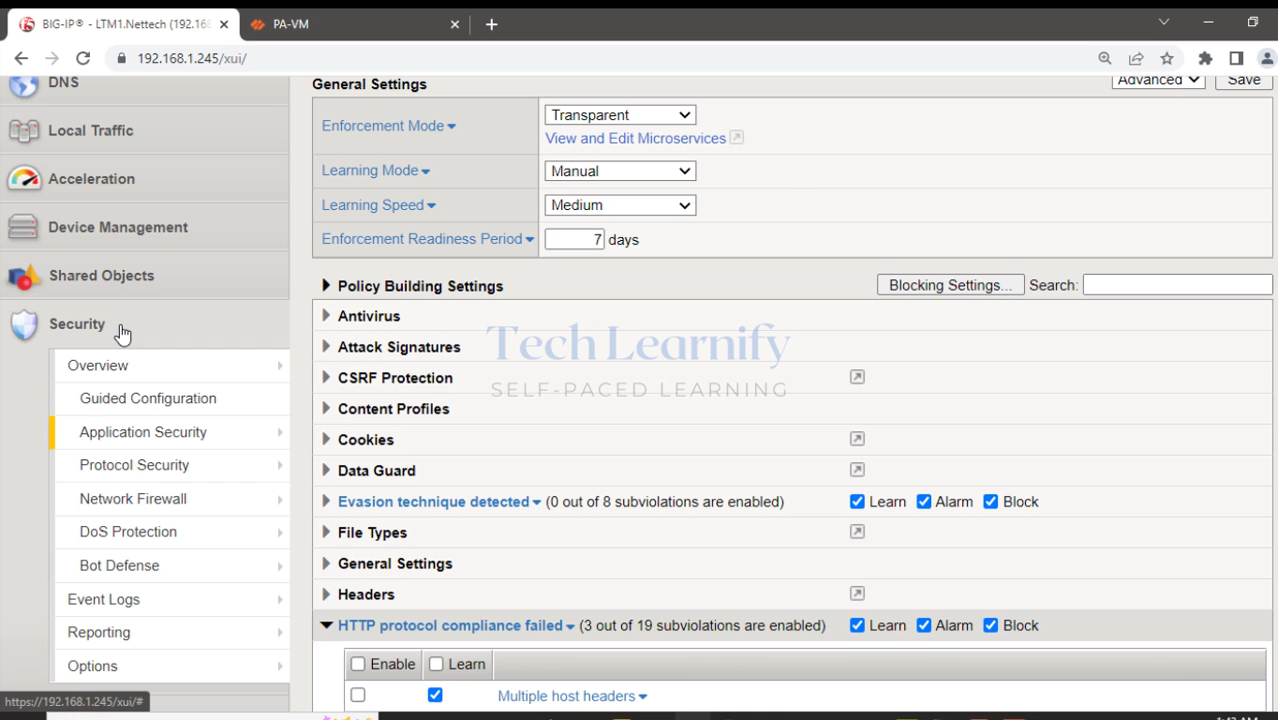 BIG-IP® - LTM1.Nettech (192.168
PA-VM
192.168.1.245/xui/
DNS
Local Traffic
Acceleration
Device Management
Shared Objects
Security
Overview
Guided Configuration
Application Security
Protocol Security
Network Firewall
DoS Protection
Bot Defense
Event Logs
Reporting
Options
https://192.168.1.245/xui/#
General Settings
Advanced
Save
Enforcement Mode
Transparent
View and Edit Microservices
Learning Mode
Manual
Learning Speed
Medium
Enforcement Readiness Period
7 days
Policy Building Settings
Blocking Settings...
Search:
Antivirus
Attack Signatures
CSRF Protection
Content Profiles
Cookies
Data Guard
Evasion technique detected (0 out of 8 subviolations are enabled) Learn Alarm Block
File Types
General Settings
Headers
HTTP protocol compliance failed (3 out of 19 subviolations are enabled) Learn Alarm Block
Enable Learn
Multiple host headers
Tech Learnify
SELF-PACED LEARNING